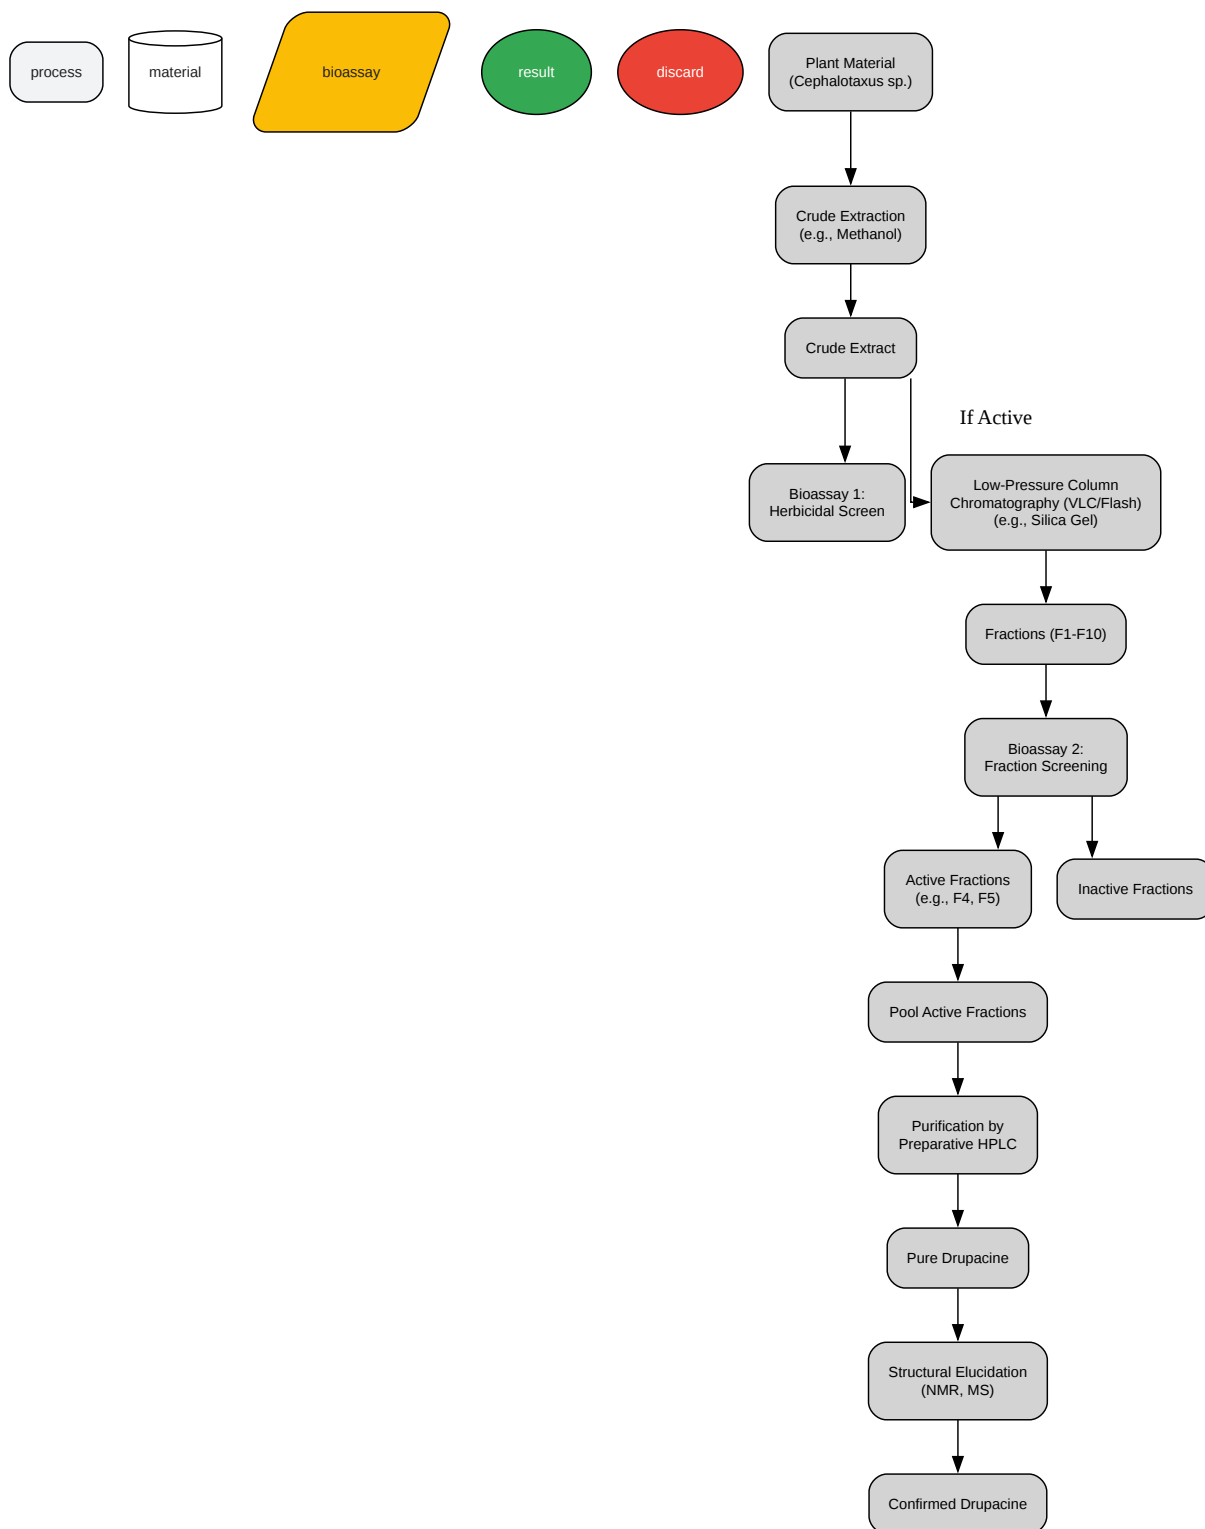 process
material
bioassay
result
discard
Plant Material
(Cephalotaxus sp.)
Crude Extraction
(e.g., Methanol)
Crude Extract
If Active
Bioassay 1:
Herbicidal Screen
Low-Pressure Column
Chromatography (VLC/Flash)
(e.g., Silica Gel)
Fractions (F1-F10)
Bioassay 2:
Fraction Screening
Active Fractions
(e.g., F4, F5)
Inactive Fractions
Pool Active Fractions
Purification by
Preparative HPLC
Pure Drupacine
Structural Elucidation
(NMR, MS)
Confirmed Drupacine